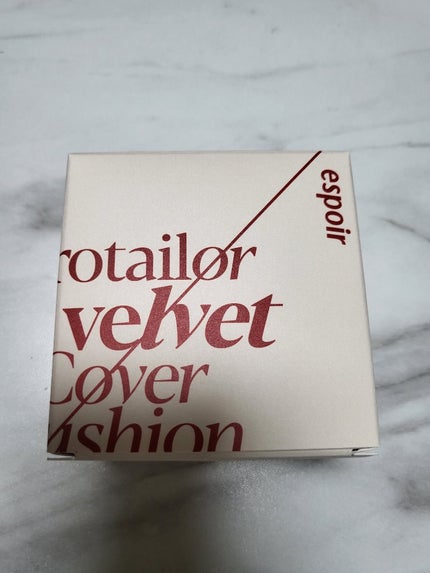 espoir
rotailor
velvet
Cover
ushion